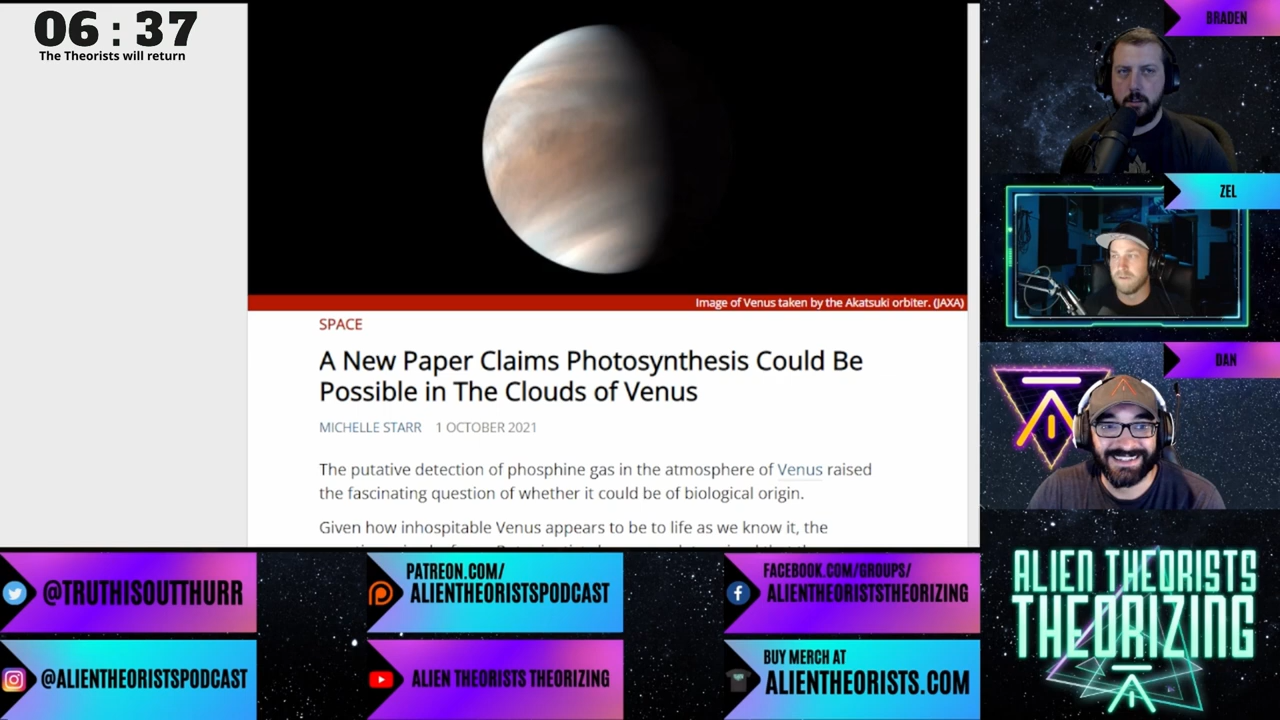 06 : 37
The Theorists will return
Image of Venus taken by the Akatsuki orbiter. (JAXA)
SPACE
A New Paper Claims Photosynthesis Could Be
Possible in The Clouds of Venus
MICHELLE STARR 1 OCTOBER 2021
The putative detection of phosphine gas in the atmosphere of Venus raised
the fascinating question of whether it could be of biological origin.
Given how inhospitable Venus appears to be to life as we know it, the
BRADEN
ZEL
DAN
@TRUTHISOUTTHURR
PATREON.COM/
ALIENTHEORISTSPODCAST
FACEBOOK.COM/GROUPS/
ALIENTHEORISTSTHEORIZING
@ALIENTHEORISTSPODCAST
ALIEN THEORISTS THEORIZING
BUY MERCH AT
ALIENTHEORISTS.COM
ALIEN THEORISTS
THEORIZING